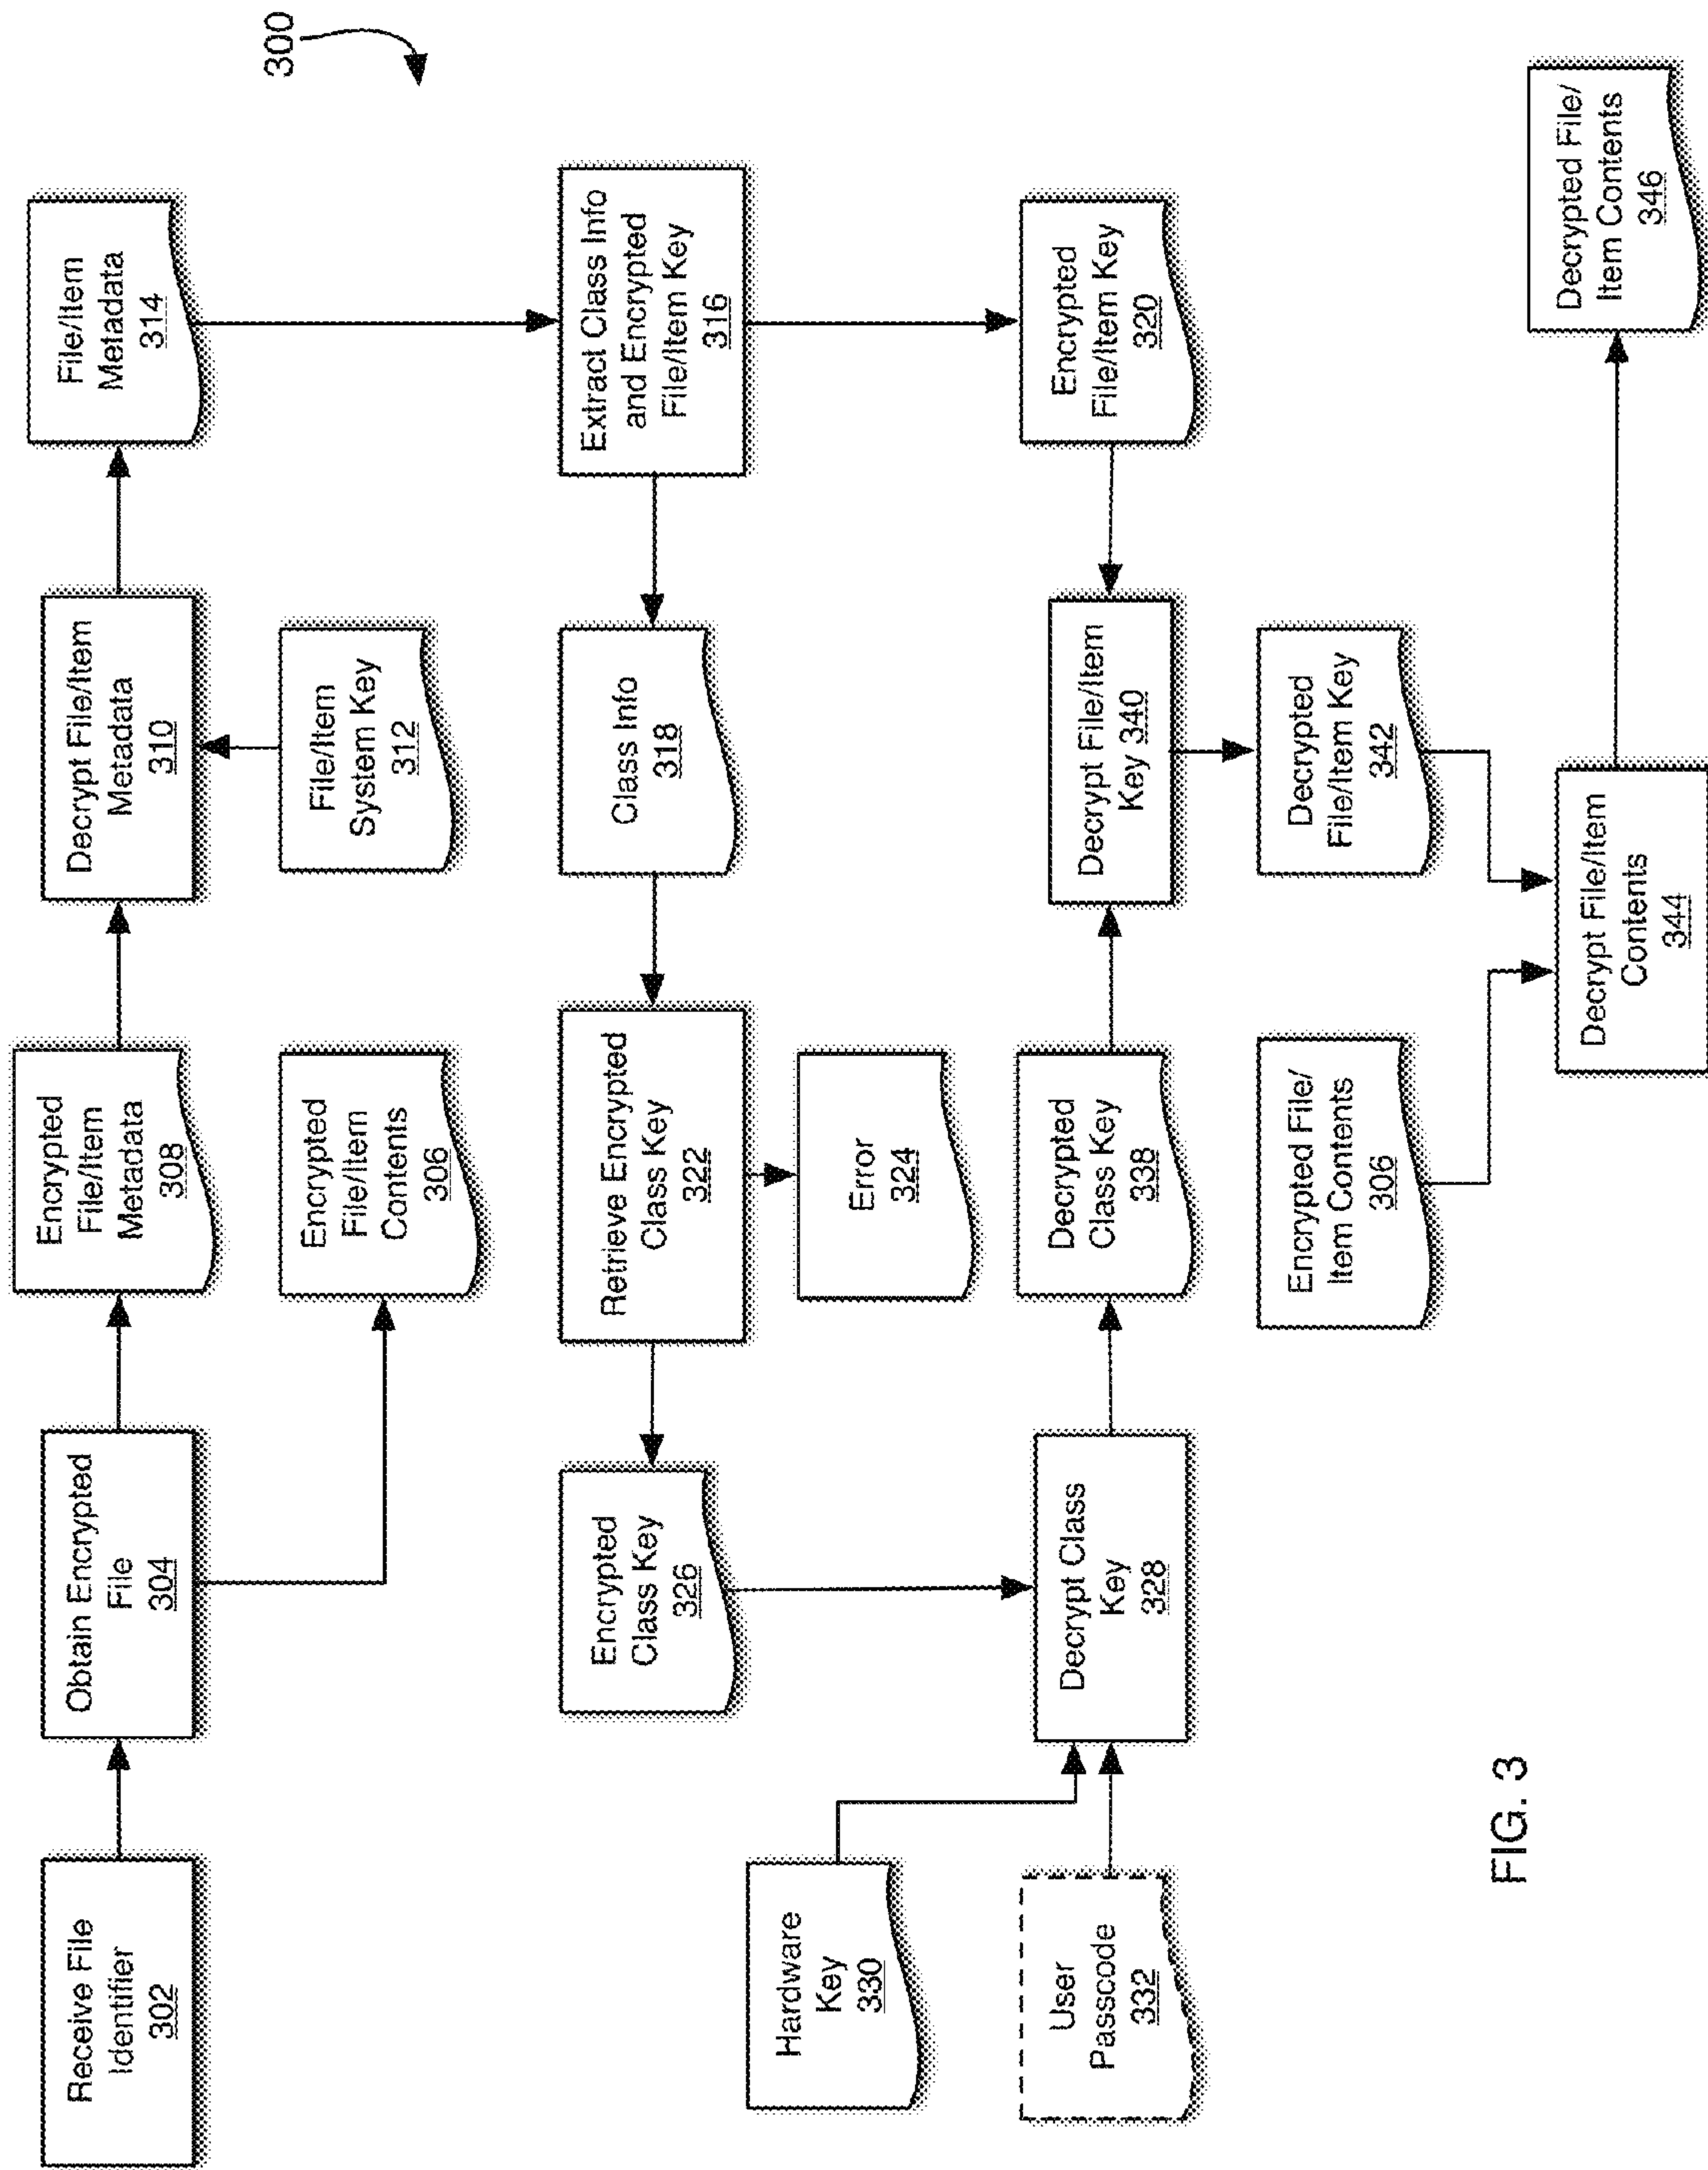 300
Receive File
Identifier
302
Obtain Encrypted
File
304
Encrypted
File/Item
Metadata
308
Decrypt File/Item
Metadata
310
File/Item
Metadata
314
Encrypted
File/Item
Contents
306
File/Item
System Key
312
Encrypted
Class Key
326
Retrieve Encrypted
Class Key
322
Class Info
318
Extract Class Info
and Encrypted
File/Item Key
316
Hardware
Key
330
Error
324
User
Passcode
332
Decrypt Class
Key
328
Decrypted
Class Key
338
Decrypt File/Item
Key 340
Encrypted
File/Item Key
320
Encrypted File/
Item Contents
306
Decrypted
File/Item Key
342
Decrypt File/Item
Contents
344
Decrypted File/
Item Contents
346
FIG. 3